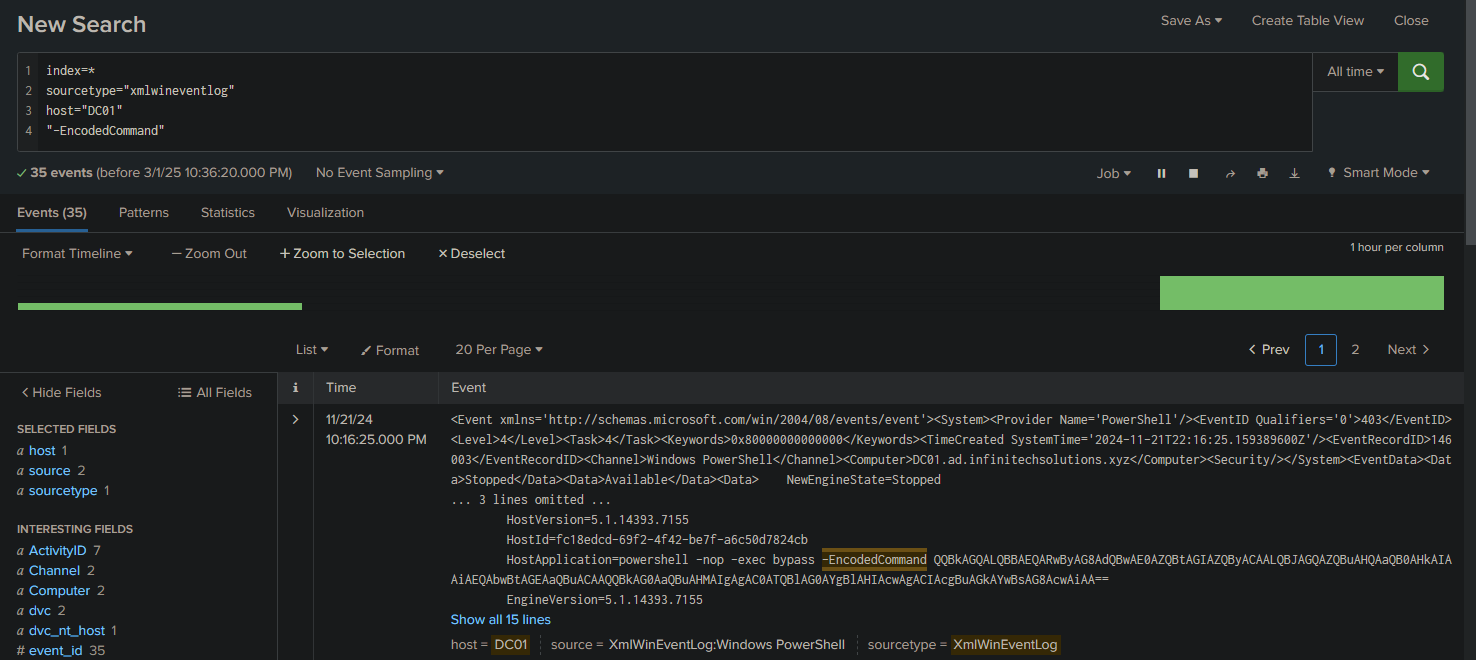 New Search
Save As
Create Table View
Close
1 index=*
2 sourcetype="xmlwineventlog"
3 host="DC01"
4 "-EncodedCommand"
All time
35 events (before 3/1/25 10:36:20.000 PM)
No Event Sampling
Job
Smart Mode
Events (35)
Patterns
Statistics
Visualization
Format Timeline
— Zoom Out
+ Zoom to Selection
× Deselect
1 hour per column
List
Format
20 Per Page
< Prev
1
2
Next >
< Hide Fields
All Fields
SELECTED FIELDS
a host 1
a source 2
a sourcetype 1
INTERESTING FIELDS
a ActivityID 7
a Channel 2
a Computer 2
a dvc 2
a dvc_nt_host 1
# event_id 35
i
Time
Event
>
11/21/24
10:16:25.000 PM
<Event xmlns='http://schemas.microsoft.com/win/2004/08/events/event'><System><Provider Name='PowerShell'/><EventID Qualifiers='0'>403</EventID>
<Level>4</Level><Task>4</Task><Keywords>0x80000000000000</Keywords><TimeCreated SystemTime='2024-11-21T22:16:25.159389600Z'/><EventRecordID>146
003</EventRecordID><Channel>Windows PowerShell</Channel><Computer>DC01.ad.infinitechsolutions.xyz</Computer><Security/></System><EventData><Dat
a>Stopped</Data><Data>Available</Data><Data> NewEngineState=Stopped
... 3 lines omitted ...
HostVersion=5.1.14393.7155
HostId=fc18edcd-69f2-4f42-be7f-a6c50d7824cb
HostApplication=powershell -nop -exec bypass -EncodedCommand QQBkAGQALQBBAEQARwByAG8AdQBwAE0AZQBtAGIAZQByACAALQBJAGQAZQBuAHQAaQB0AHkAIA
AiAEQAbwBtAGEAaQBuACAAQQBkAG0AaQBuAHMAIgAgAC0ATQBlAG0AYgBlAHIAcwAgACIAcgBuAGkAYwBsAG8AcwAiAA==
EngineVersion=5.1.14393.7155
Show all 15 lines
host = DC01
source = XmlWinEventLog:Windows PowerShell
sourcetype = XmlWinEventLog